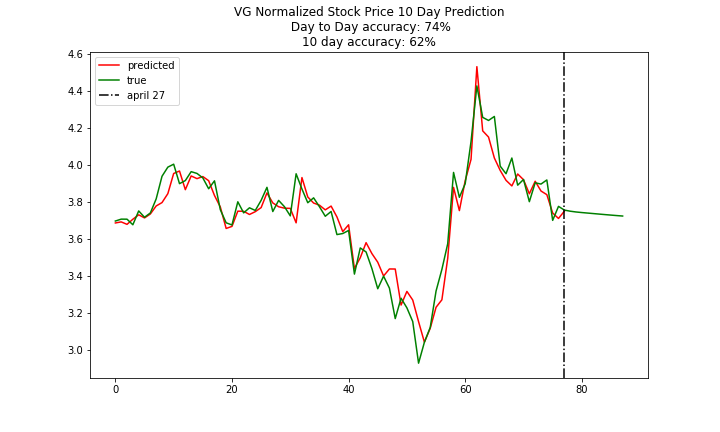 VG Normalized Stock Price 10 Day Prediction
Day to Day accuracy: 74%
10 day accuracy: 62%
4.6
predicted
true
april 27
4.4
4.2
4.0
3.8
3.6
3.4
3.2
3.0
0 20 40 60 80